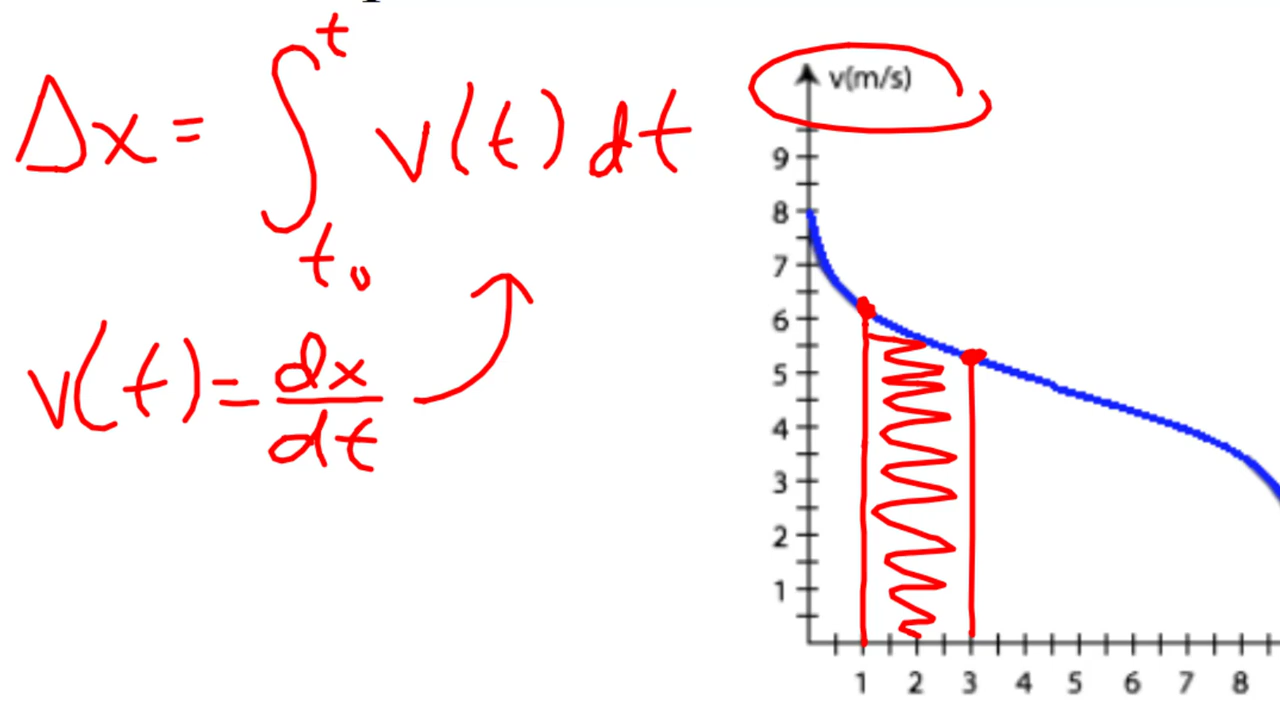 Δx = ∫ₜ₀ᵗ v(t) dt
v(t) = dx/dt
v(m/s)
9
8
7
6
5
4
3
2
1
1 2 3 4 5 6 7 8